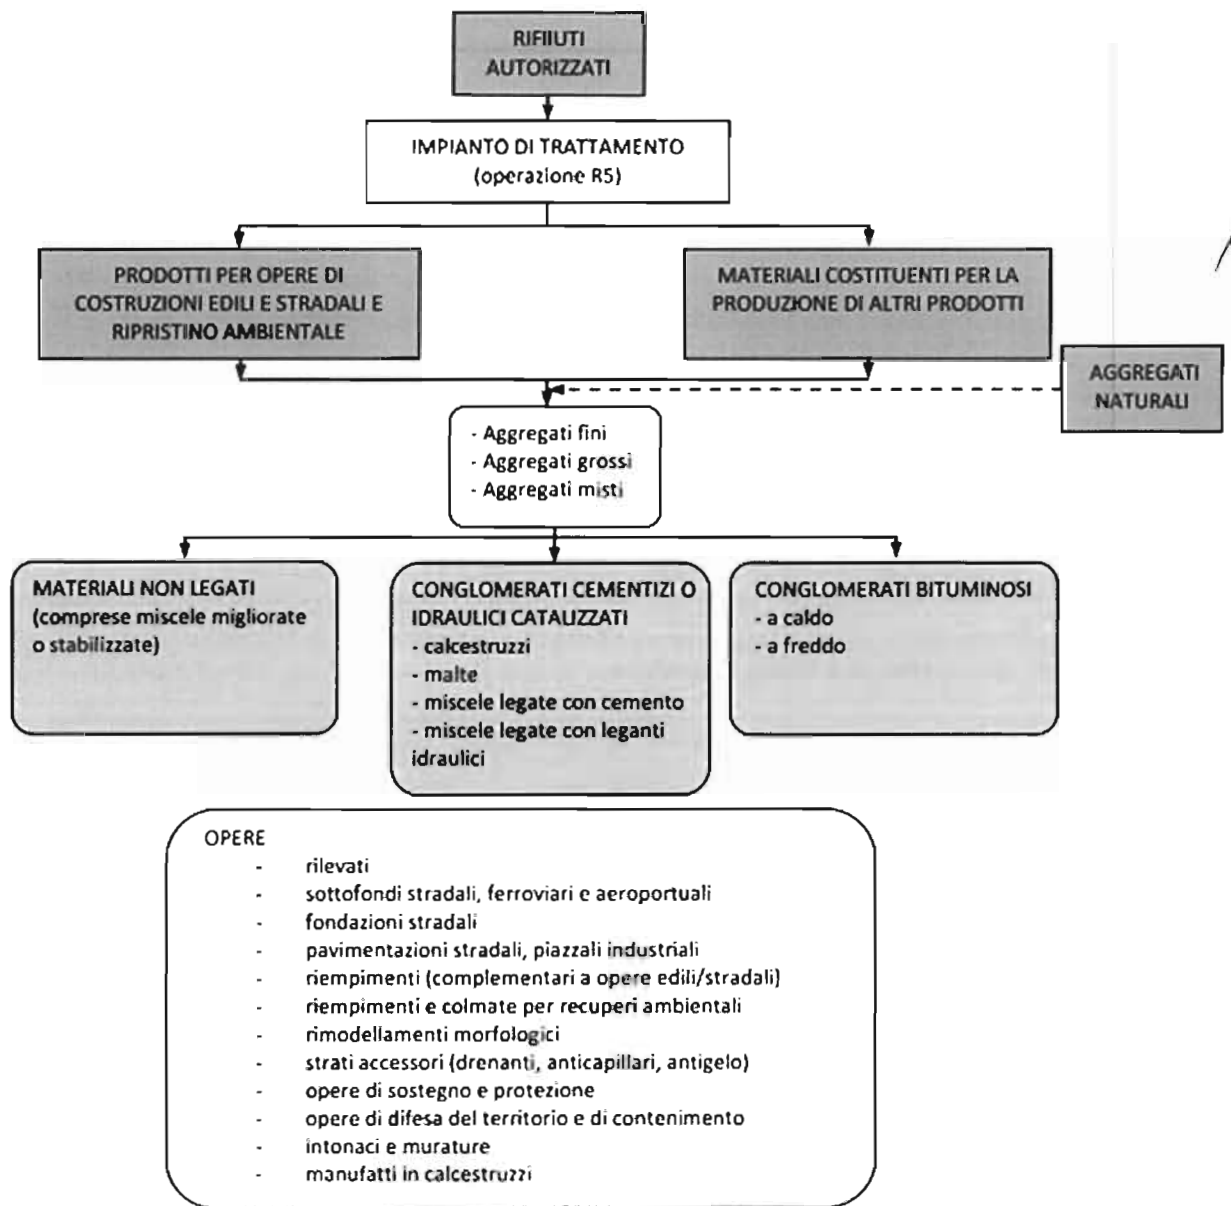 RIFIIUTI
AUTORIZZATI
IMPIANTO DI TRATTAMENTO
(operazione R5)
PRODOTTI PER OPERE DI
COSTRUZIONI EDILI E STRADALI E
RIPRISTINO AMBIENTALE
MATERIALI COSTITUENTI PER LA
PRODUZIONE DI ALTRI PRODOTTI
AGGREGATI
NATURALI
- Aggregati fini
- Aggregati grossi
- Aggregati misti
MATERIALI NON LEGATI
(comprese miscele migliorate
o stabilizzate)
CONGLOMERATI CEMENTIZI O
IDRAULICI CATALIZZATI
- calcestruzzi
- malte
- miscele legate con cemento
- miscele legate con leganti
idraulici
CONGLOMERATI BITUMINOSI
- a caldo
- a freddo
OPERE
- rilevati
- sottofondi stradali, ferroviari e aeroportuali
- fondazioni stradali
- pavimentazioni stradali, piazzali industriali
- riempimenti (complementari a opere edili/stradali)
- riempimenti e colmate per recuperi ambientali
- rimodellamenti morfologici
- strati accessori (drenanti, anticapillari, antigelo)
- opere di sostegno e protezione
- opere di difesa del territorio e di contenimento
- intonaci e murature
- manufatti in calcestruzzi